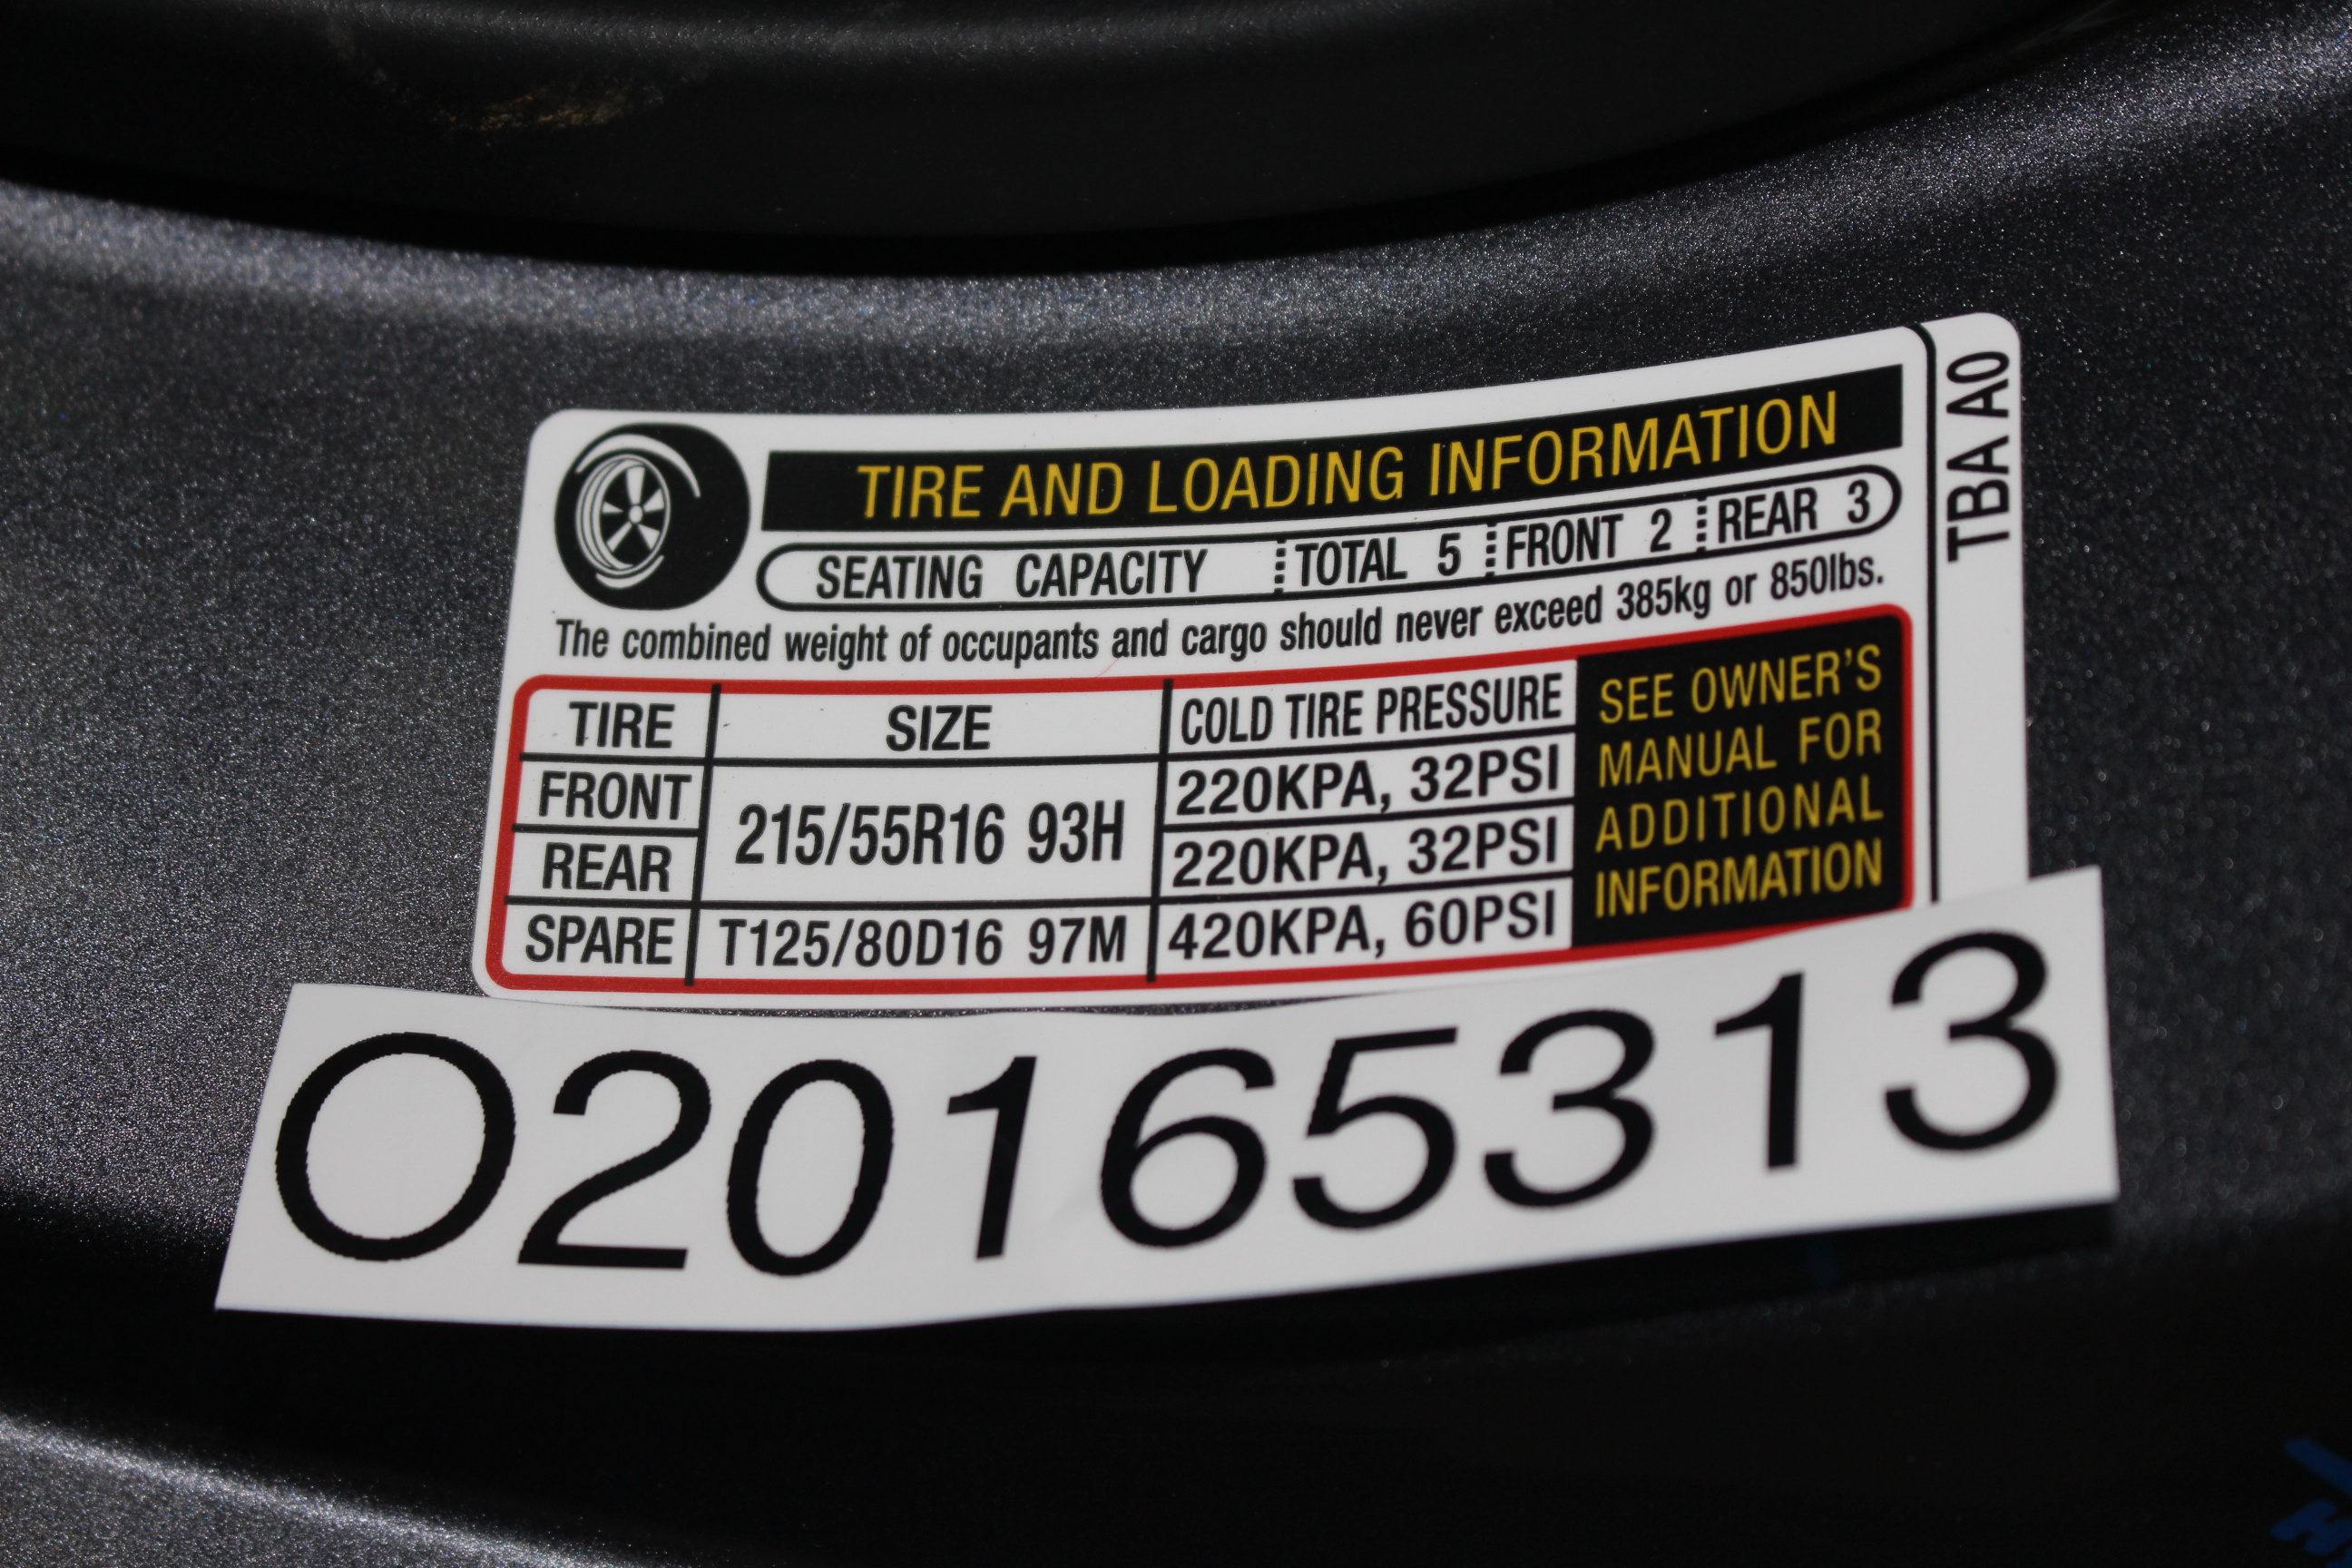 TIRE AND LOADING INFORMATION
SEATING CAPACITY TOTAL 5 FRONT 2 REAR 3
The combined weight of occupants and cargo should never exceed 385kg or 850lbs.
TIRE SIZE COLD TIRE PRESSURE
FRONT 215/55R16 93H 220KPA, 32PSI
REAR 220KPA, 32PSI
SPARE T125/80D16 97M 420KPA, 60PSI
SEE OWNER'S
MANUAL FOR
ADDITIONAL
INFORMATION
TBA A0
O20165313